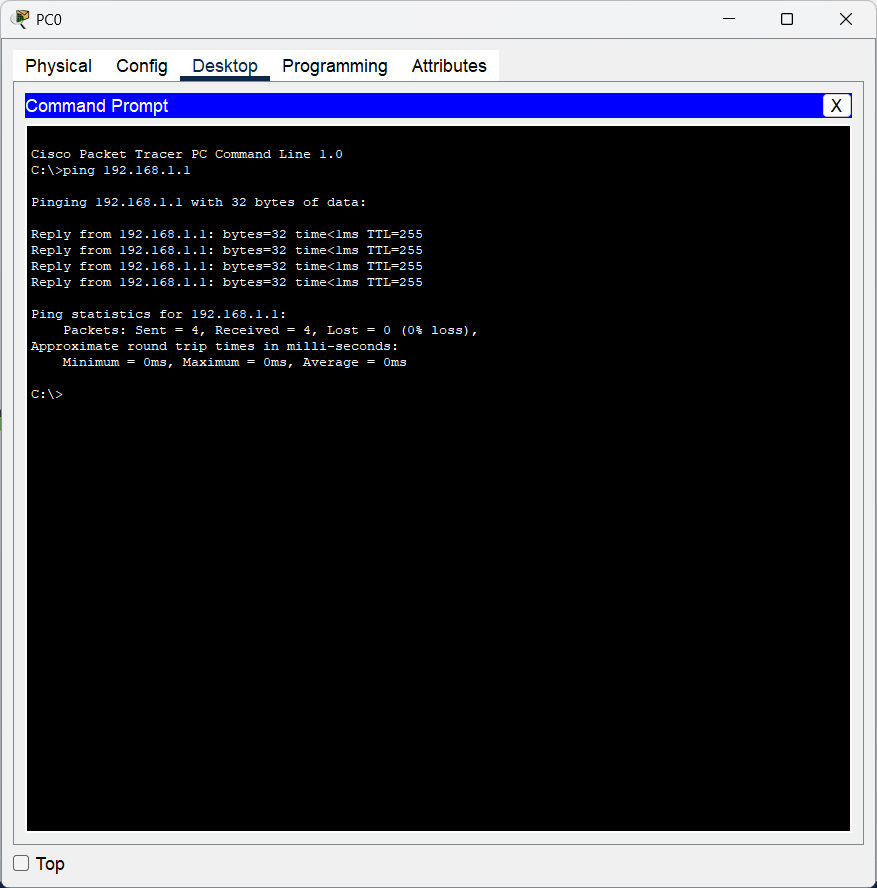 PC0
Physical Config Desktop Programming Attributes
Command Prompt X
Cisco Packet Tracer PC Command Line 1.0
C:\>ping 192.168.1.1
Pinging 192.168.1.1 with 32 bytes of data:
Reply from 192.168.1.1: bytes=32 time<1ms TTL=255
Reply from 192.168.1.1: bytes=32 time<1ms TTL=255
Reply from 192.168.1.1: bytes=32 time<1ms TTL=255
Reply from 192.168.1.1: bytes=32 time<1ms TTL=255
Ping statistics for 192.168.1.1:
    Packets: Sent = 4, Received = 4, Lost = 0 (0% loss),
Approximate round trip times in milli-seconds:
    Minimum = 0ms, Maximum = 0ms, Average = 0ms
C:\>
Top